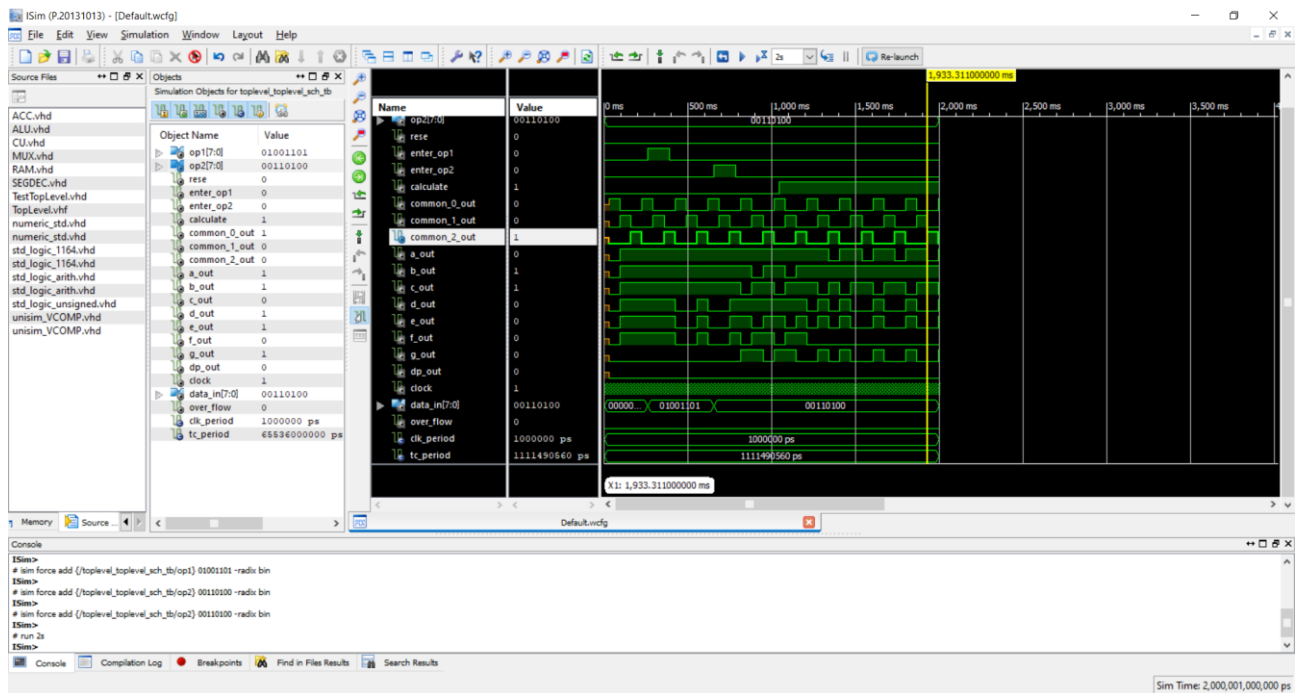 ISim (P.20131013) - [Default.wcfg]
File Edit View Simulation Window Layout Help
2s
Re-launch
Source Files
ACC.vhd
ALU.vhd
CU.vhd
MUX.vhd
RAM.vhd
SEGDEC.vhd
TestTopLevel.vhd
TopLevel.vhf
numeric_std.vhd
numeric_std.vhd
std_logic_1164.vhd
std_logic_1164.vhd
std_logic_arith.vhd
std_logic_arith.vhd
std_logic_unsigned.vhd
unisim_VCOMP.vhd
unisim_VCOMP.vhd
Memory
Source ...
Objects
Simulation Objects for toplevel_toplevel_sch_tb
Object Name Value
op1[7:0] 01001101
op2[7:0] 00110100
rese 0
enter_op1 0
enter_op2 0
calculate 1
common_0_out 1
common_1_out 0
common_2_out 0
a_out 1
b_out 1
c_out 0
d_out 1
e_out 1
f_out 0
g_out 1
dp_out 0
clock 1
data_in[7:0] 00110100
over_flow 0
clk_period 1000000 ps
tc_period 65536000000 ps
1,933.311000000 ms
Name Value
0 ms 500 ms 1,000 ms 1,500 ms 2,000 ms 2,500 ms 3,000 ms 3,500 ms
op2[7:0] 00110100 00110100
rese 0
enter_op1 0
enter_op2 0
calculate 1
common_0_out 0
common_1_out 0
common_2_out 1
a_out 0
b_out 1
c_out 1
d_out 0
e_out 0
f_out 0
g_out 0
dp_out 0
clock 1
data_in[7:0] 00110100 00000... 01001101 00110100
over_flow 0
clk_period 1000000 ps 1000000 ps
tc_period 1111490560 ps 1111490560 ps
X1: 1,933.311000000 ms
Default.wcfg
Console
ISim>
# isim force add {/toplevel_toplevel_sch_tb/op1} 01001101 -radix bin
ISim>
# isim force add {/toplevel_toplevel_sch_tb/op2} 00110100 -radix bin
ISim>
# isim force add {/toplevel_toplevel_sch_tb/op2} 00110100 -radix bin
ISim>
# run 2s
ISim>
Console Compilation Log Breakpoints Find in Files Results Search Results
Sim Time: 2,000,001,000,000 ps